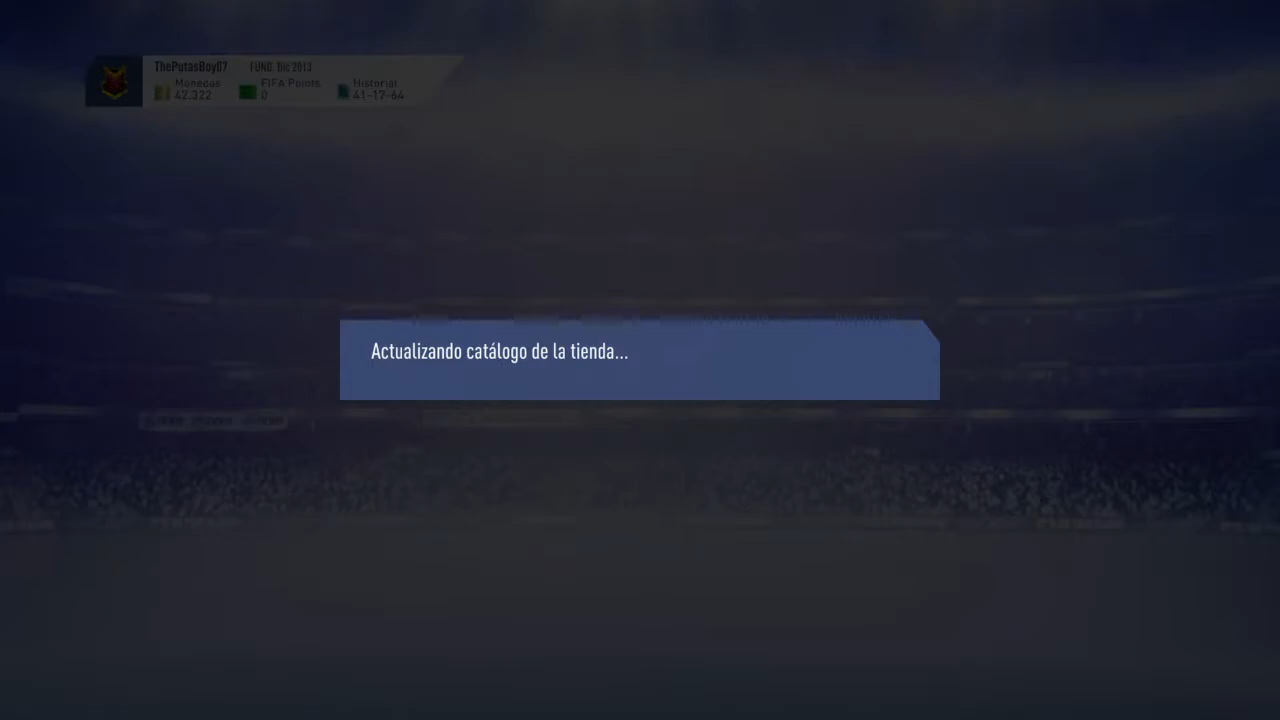 ThePutasBoy07 FUND. Dic 2013
Monedas FIFA Points Historial
42.322 0 41-17-64
Actualizando catálogo de la tienda...